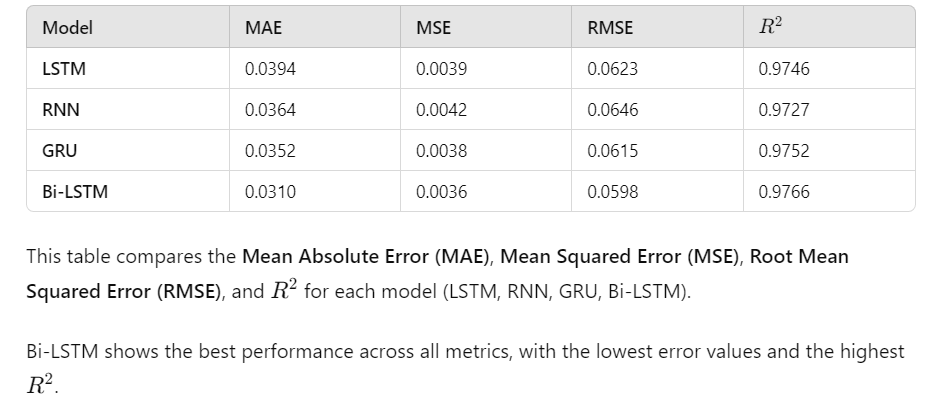 Model MAE MSE RMSE R²
LSTM 0.0394 0.0039 0.0623 0.9746
RNN 0.0364 0.0042 0.0646 0.9727
GRU 0.0352 0.0038 0.0615 0.9752
Bi-LSTM 0.0310 0.0036 0.0598 0.9766
This table compares the Mean Absolute Error (MAE), Mean Squared Error (MSE), Root Mean
Squared Error (RMSE), and R² for each model (LSTM, RNN, GRU, Bi-LSTM).
Bi-LSTM shows the best performance across all metrics, with the lowest error values and the highest
R².